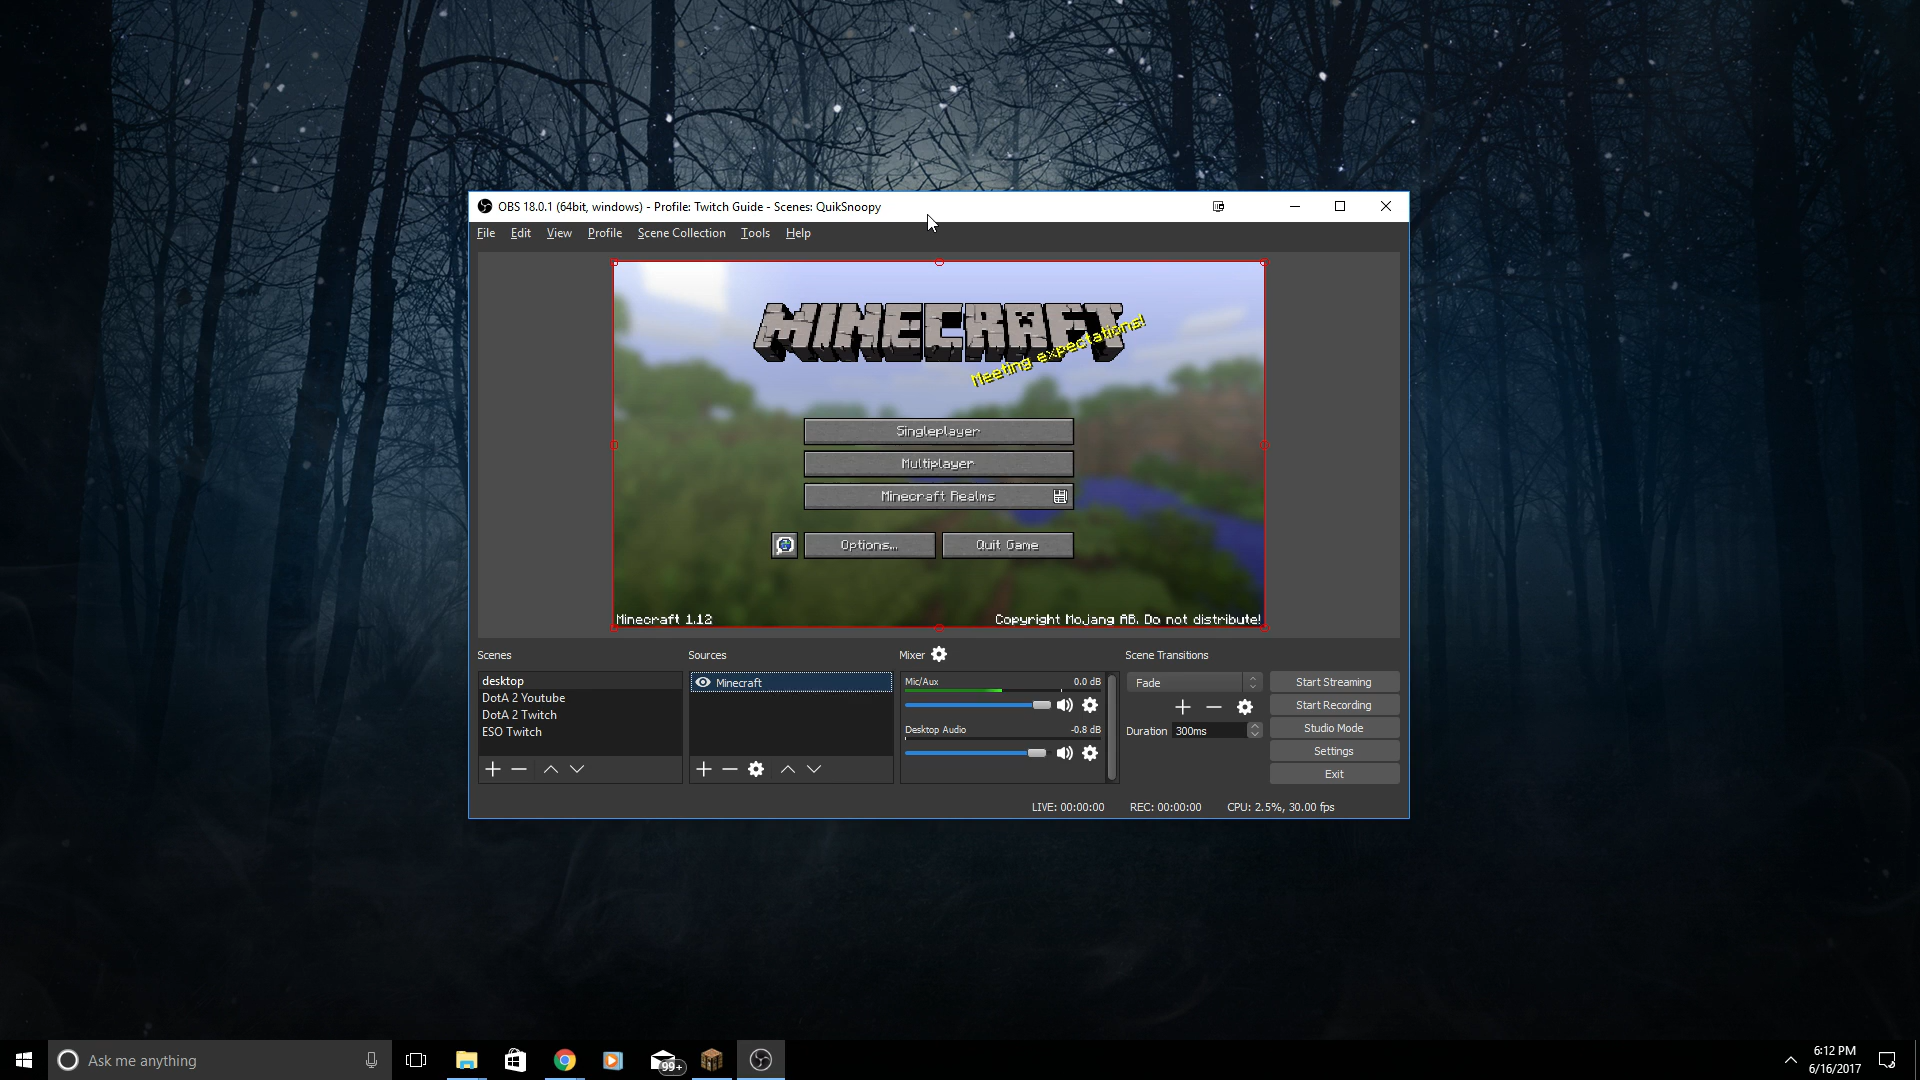 OBS 18.0.1 (64bit, windows) - Profile: Twitch Guide - Scenes: QuikSnoopy
File Edit View Profile Scene Collection Tools Help
MINECRAFT
Meeting expectations!
Singleplayer
Multiplayer
Minecraft Realms
Options...
Quit Game
Minecraft 1.12
Copyright Mojang AB. Do not distribute!
Scenes
desktop
DotA 2 Youtube
DotA 2 Twitch
ESO Twitch
Sources
Minecraft
Mixer
Mic/Aux 0.0 dB
Desktop Audio -0.8 dB
Scene Transitions
Fade
Duration 300ms
Start Streaming
Start Recording
Studio Mode
Settings
Exit
LIVE: 00:00:00 REC: 00:00:00 CPU: 2.5%, 30.00 fps
Ask me anything
99+
6:12 PM
6/16/2017